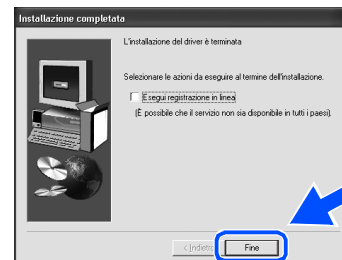 Installazione completata
L'installazione del driver è terminata
Selezionare le azioni da eseguire al termine dell'installazione.
Esegui registrazione in linea
(È possibile che il servizio non sia disponibile in tutti i paesi).
< Indietro
Fine